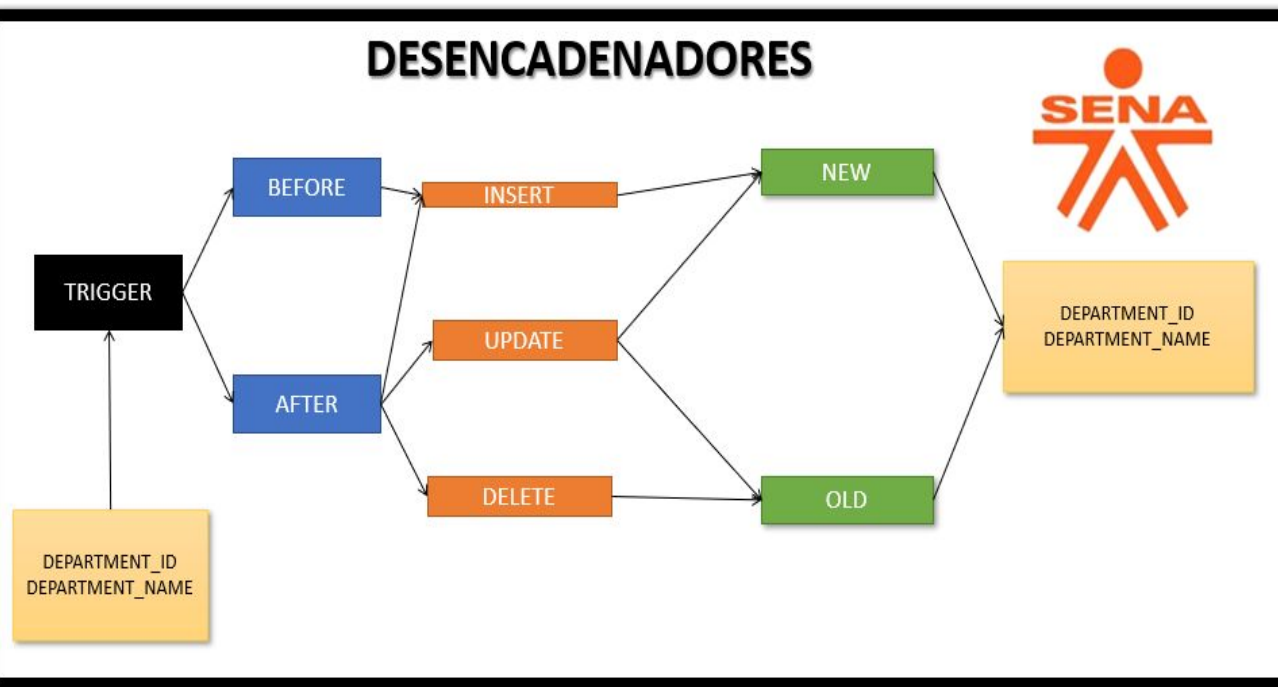 DESENCADENADORES
SENA
BEFORE
INSERT
NEW
TRIGGER
UPDATE
DEPARTMENT_ID
DEPARTMENT_NAME
AFTER
DELETE
OLD
DEPARTMENT_ID
DEPARTMENT_NAME